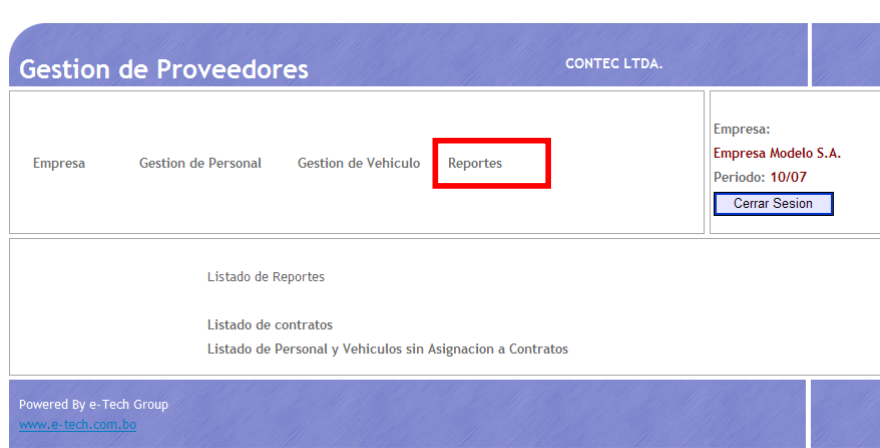 Gestion de Proveedores
CONTEC LTDA.
Empresa
Gestion de Personal
Gestion de Vehiculo
Reportes
Empresa:
Empresa Modelo S.A.
Periodo: 10/07
Cerrar Sesion
Listado de Reportes
Listado de contratos
Listado de Personal y Vehiculos sin Asignacion a Contratos
Powered By e-Tech Group
www.e-tech.com.bo